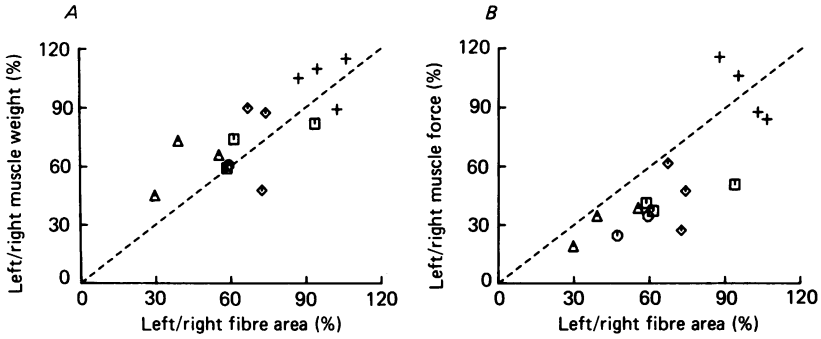 A
Left/right muscle weight (%)
120
90
60
30
0
0 30 60 90 120
Left/right fibre area (%)
B
Left/right muscle force (%)
120
90
60
30
0
0 30 60 90 120
Left/right fibre area (%)